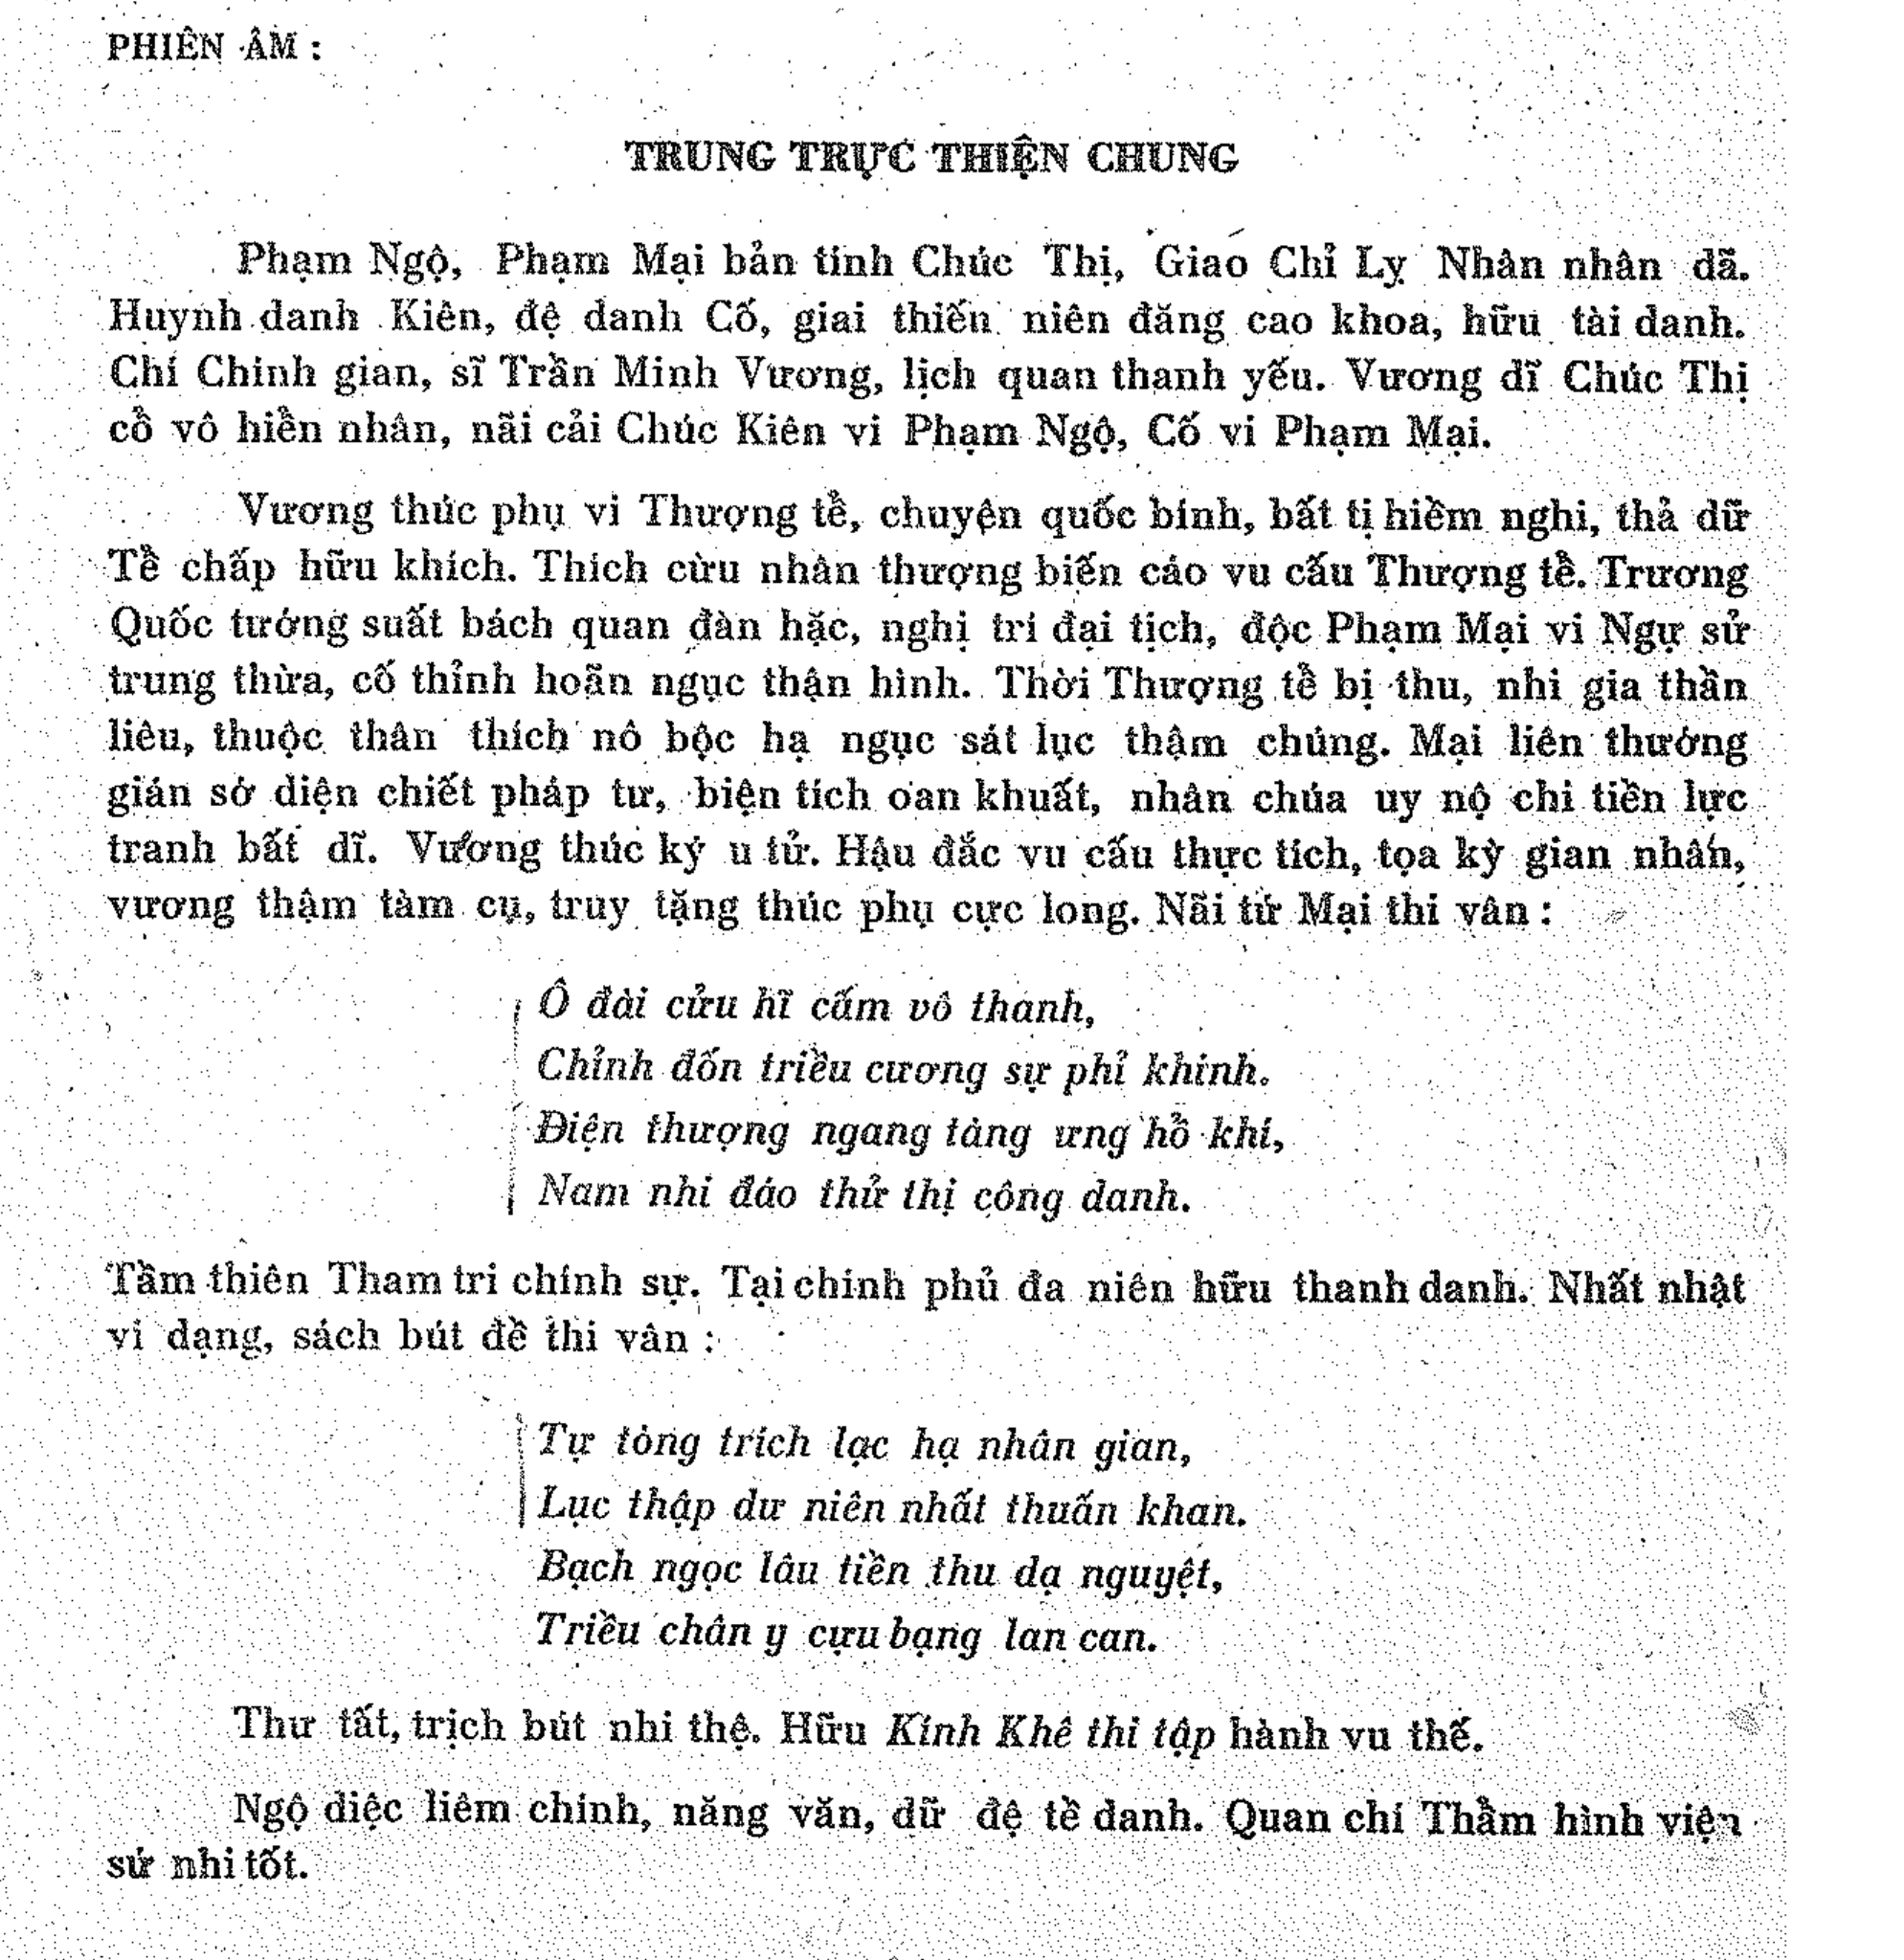 PHIÊN ÂM :
TRUNG TRỰC THIỆN CHUNG
Phạm Ngộ, Phạm Mại bản tính Chúc Thị, Giao Chỉ Lỵ Nhân nhân dã.
Huynh danh Kiên, đệ danh Cố, giai thiếu niên đăng cao khoa, hữu tài danh.
Chí Chính gian, sĩ Trần Minh Vương, lịch quan thanh yếu. Vương dĩ Chúc Thị
cổ vô hiền nhân, nãi cải Chúc Kiên vi Phạm Ngộ, Cố vi Phạm Mại.
Vương thúc phụ vi Thượng tể, chuyện quốc bính, bất tị hiềm nghi, thả dữ
Tề chấp hữu khích. Thích cừu nhân thượng biến cáo vu cấu Thượng tể. Trương
Quốc tướng suất bách quan đàn hặc, nghị trí đại tịch, độc Phạm Mại vi Ngự sử
trung thừa, cố thỉnh hoãn ngục thận hình. Thời Thượng tể bị thu, nhi gia thần
liêu, thuộc thân thích nô bộc hạ ngục sát lục thậm chúng. Mại liên thướng
gián sớ diện chiết pháp tư, biện tích oan khuất, nhân chúa uy nộ chi tiền lực
tranh bất dĩ. Vương thúc kỷ u tử. Hậu đắc vu cấu thực tích, tọa kỳ gian nhân,
vương thậm tàm cụ, truy tặng thúc phụ cực long. Nãi tứ Mại thi vân :
Ô đài cửu hĩ cấm vô thanh,
Chỉnh đốn triều cương sự phỉ khinh.
Điện thượng ngang tàng ưng hổ khí,
Nam nhi đáo thử thị công danh.
Tầm thiên Tham tri chính sự. Tại chính phủ đa niên hữu thanh danh. Nhất nhật
vi dạng, sách bút đề thi vân :
Tự tòng trích lạc hạ nhân gian,
Lục thập dư niên nhất thuấn khan.
Bạch ngọc lâu tiền thu dạ nguyệt,
Triều chân y cựu bạng lan can.
Thư tất, trịch bút nhi thệ. Hữu Kính Khê thi tập hành vu thế.
Ngộ diệc liêm chính, năng văn, dữ đệ tề danh. Quan chí Thẩm hình viện
sứ nhi tốt.